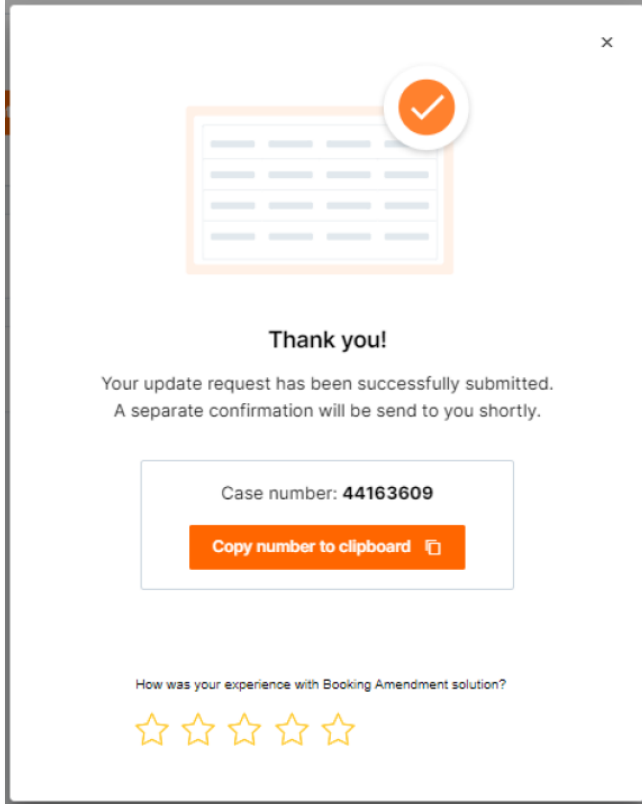 Thank you!
Your update request has been successfully submitted.
A separate confirmation will be send to you shortly.
Case number: 44163609
Copy number to clipboard
How was your experience with Booking Amendment solution?